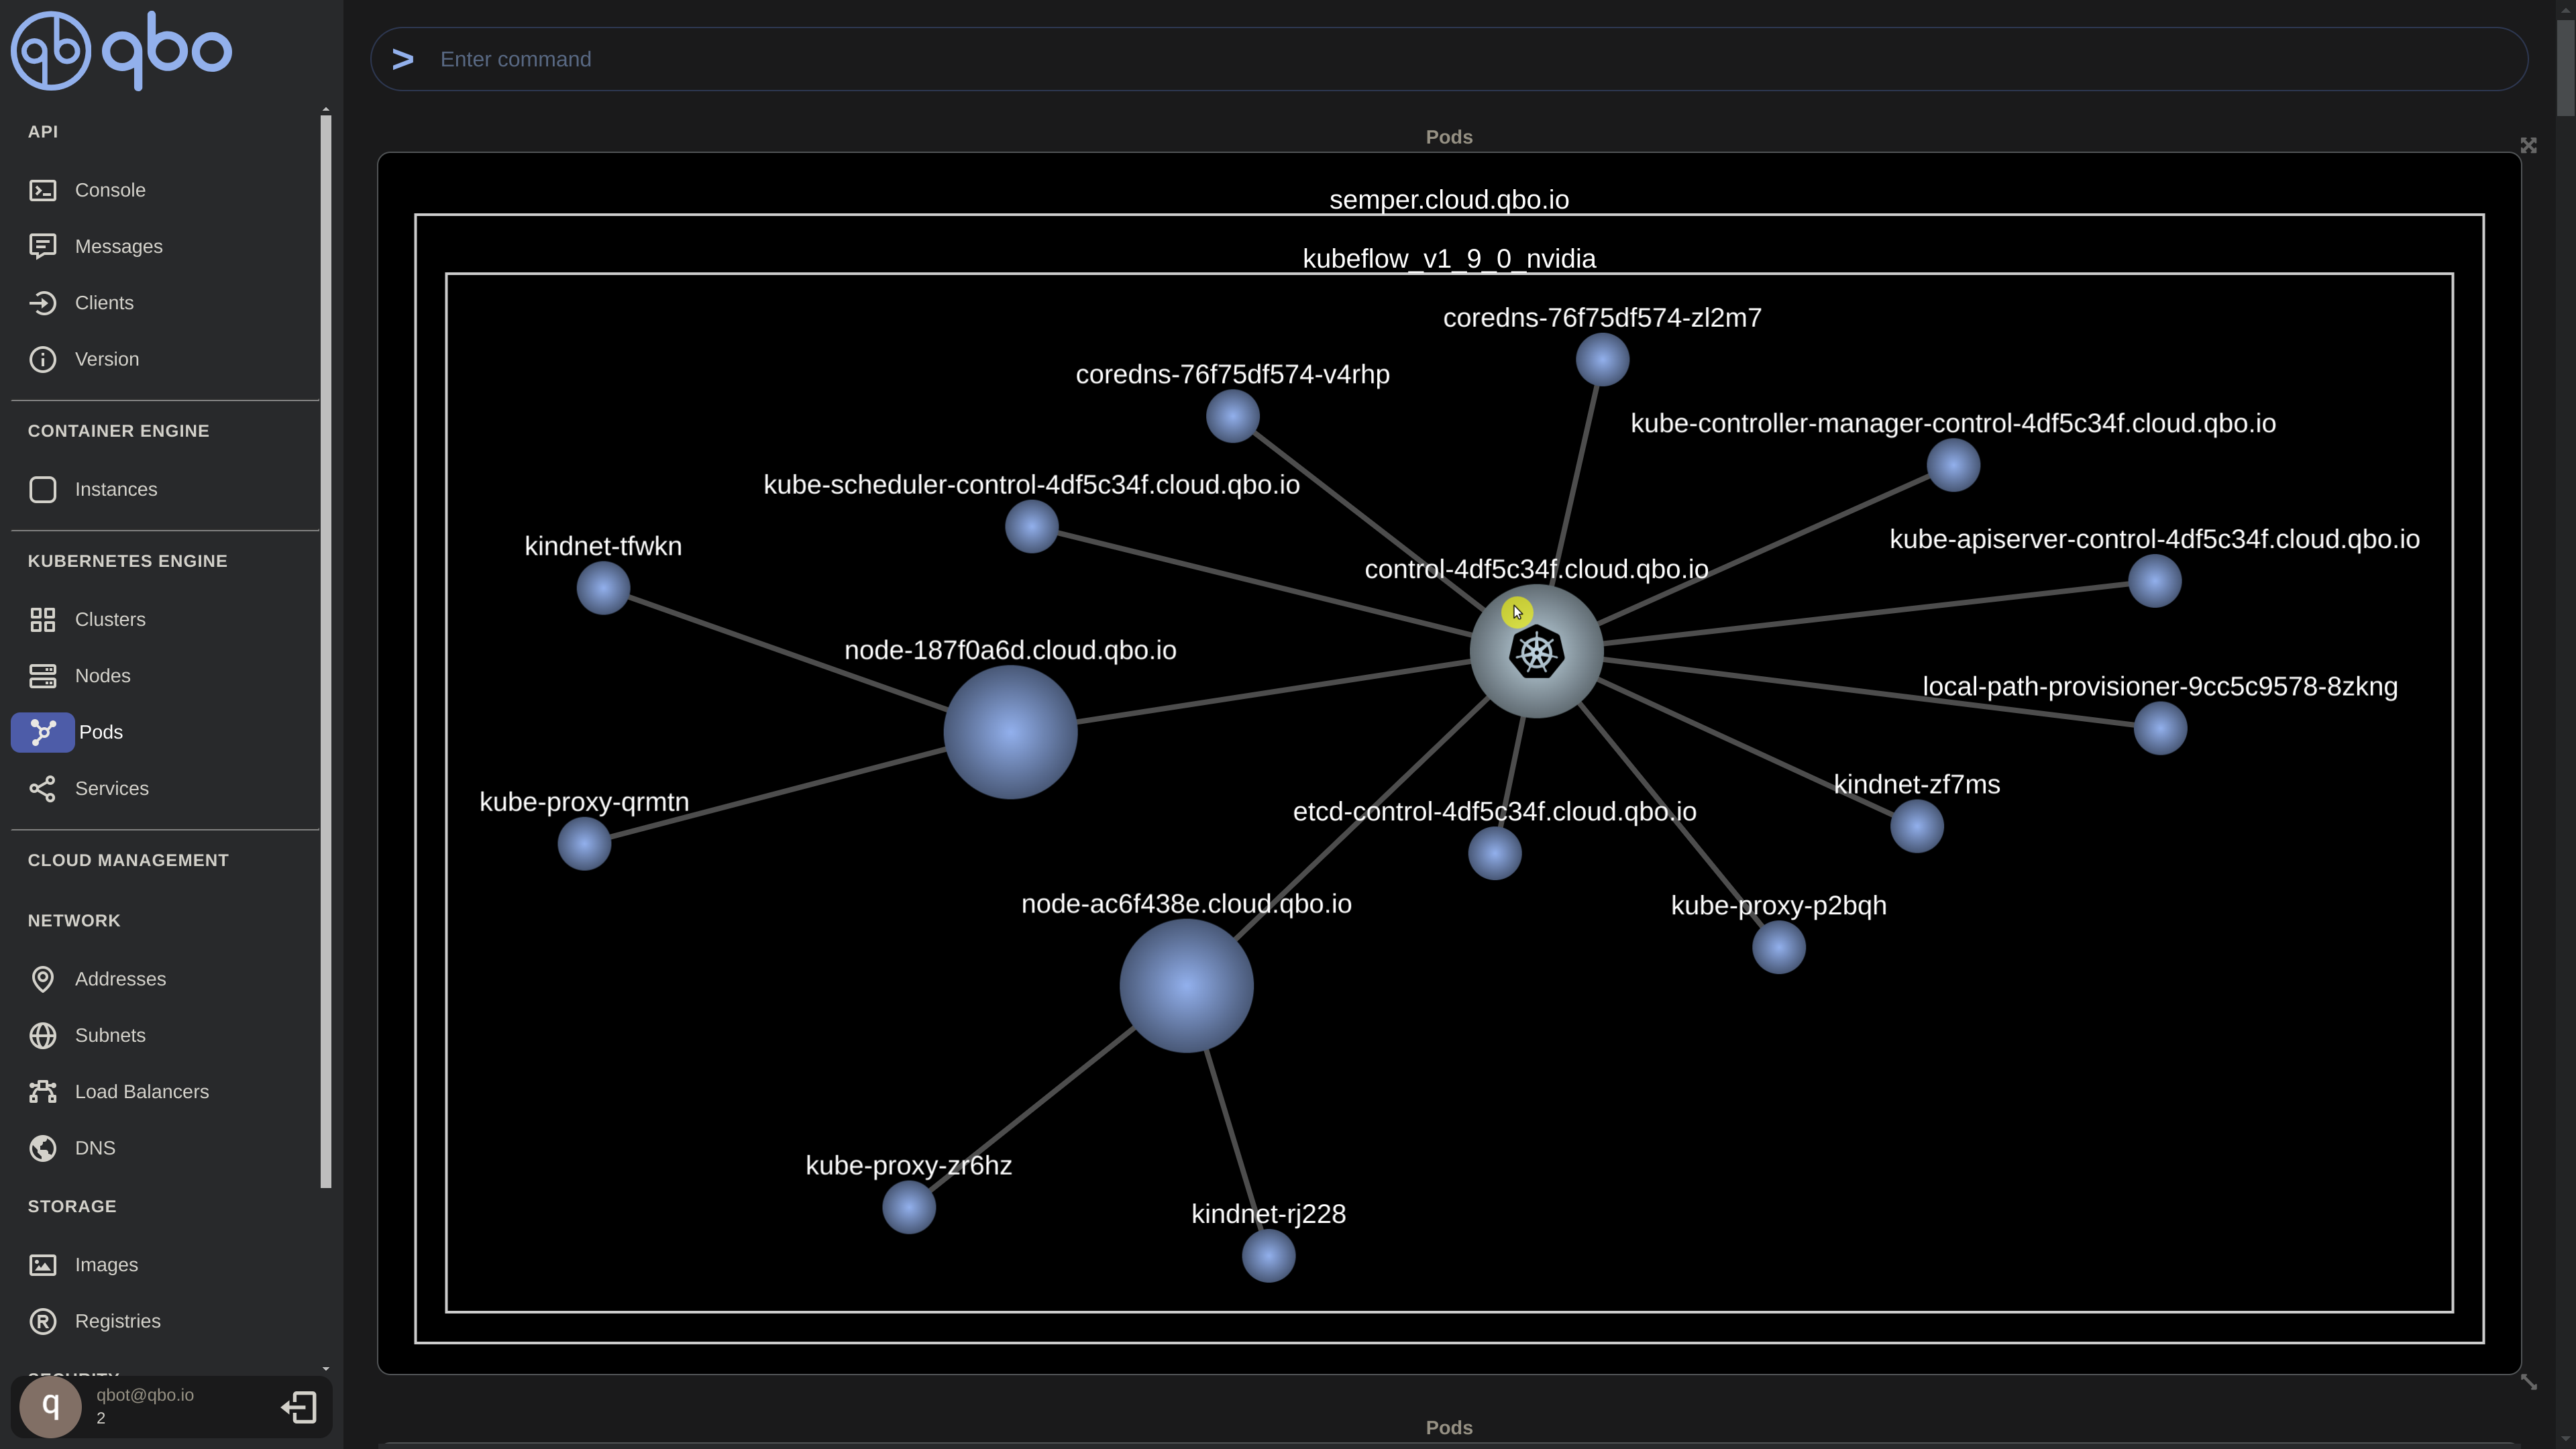 qb qbo
API
Console
Messages
Clients
Version
CONTAINER ENGINE
Instances
KUBERNETES ENGINE
Clusters
Nodes
Pods
Services
CLOUD MANAGEMENT
NETWORK
Addresses
Subnets
Load Balancers
DNS
STORAGE
Images
Registries
SECURITY
q
qbot@qbo.io
2
> Enter command
Pods
semper.cloud.qbo.io
kubeflow_v1_9_0_nvidia
coredns-76f75df574-zl2m7
coredns-76f75df574-v4rhp
kube-controller-manager-control-4df5c34f.cloud.qbo.io
kube-scheduler-control-4df5c34f.cloud.qbo.io
kube-apiserver-control-4df5c34f.cloud.qbo.io
kindnet-tfwkn
control-4df5c34f.cloud.qbo.io
node-187f0a6d.cloud.qbo.io
local-path-provisioner-9cc5c9578-8zkng
kindnet-zf7ms
kube-proxy-qrmtn
etcd-control-4df5c34f.cloud.qbo.io
node-ac6f438e.cloud.qbo.io
kube-proxy-p2bqh
kube-proxy-zr6hz
kindnet-rj228
Pods